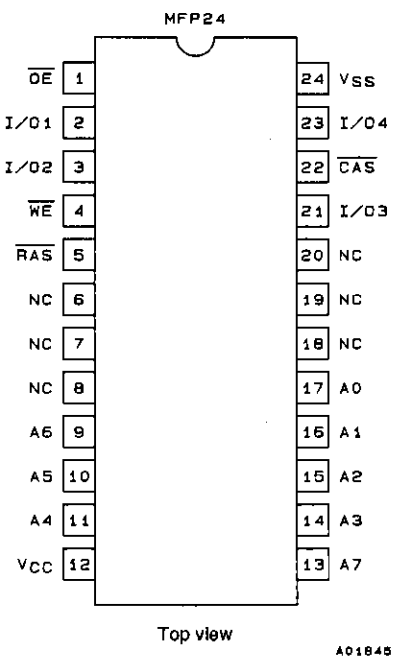 MFP24
OE 1 24 VSS
I/O1 2 23 I/O4
I/O2 3 22 CAS
WE 4 21 I/O3
RAS 5 20 NC
NC 6 19 NC
NC 7 18 NC
NC 8 17 A0
A6 9 16 A1
A5 10 15 A2
A4 11 14 A3
VCC 12 13 A7
Top view
A01845